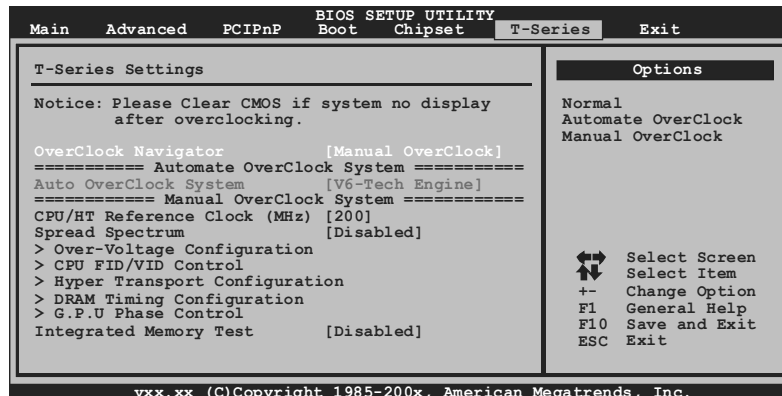 BIOS SETUP UTILITY
Main Advanced PCIPnP Boot Chipset T-Series Exit
T-Series Settings
Notice: Please Clear CMOS if system no display
after overclocking.
OverClock Navigator [Manual OverClock]
=========== Automate OverClock System ===========
Auto OverClock System [V6-Tech Engine]
============ Manual OverClock System ============
CPU/HT Reference Clock (MHz) [200]
Spread Spectrum [Disabled]
> Over-Voltage Configuration
> CPU FID/VID Control
> Hyper Transport Configuration
> DRAM Timing Configuration
> G.P.U Phase Control
Integrated Memory Test [Disabled]
Options
Normal
Automate OverClock
Manual OverClock
Select Screen
Select Item
+- Change Option
F1 General Help
F10 Save and Exit
ESC Exit
vxx.xx (C)Copyright 1985-200x, American Megatrends, Inc.